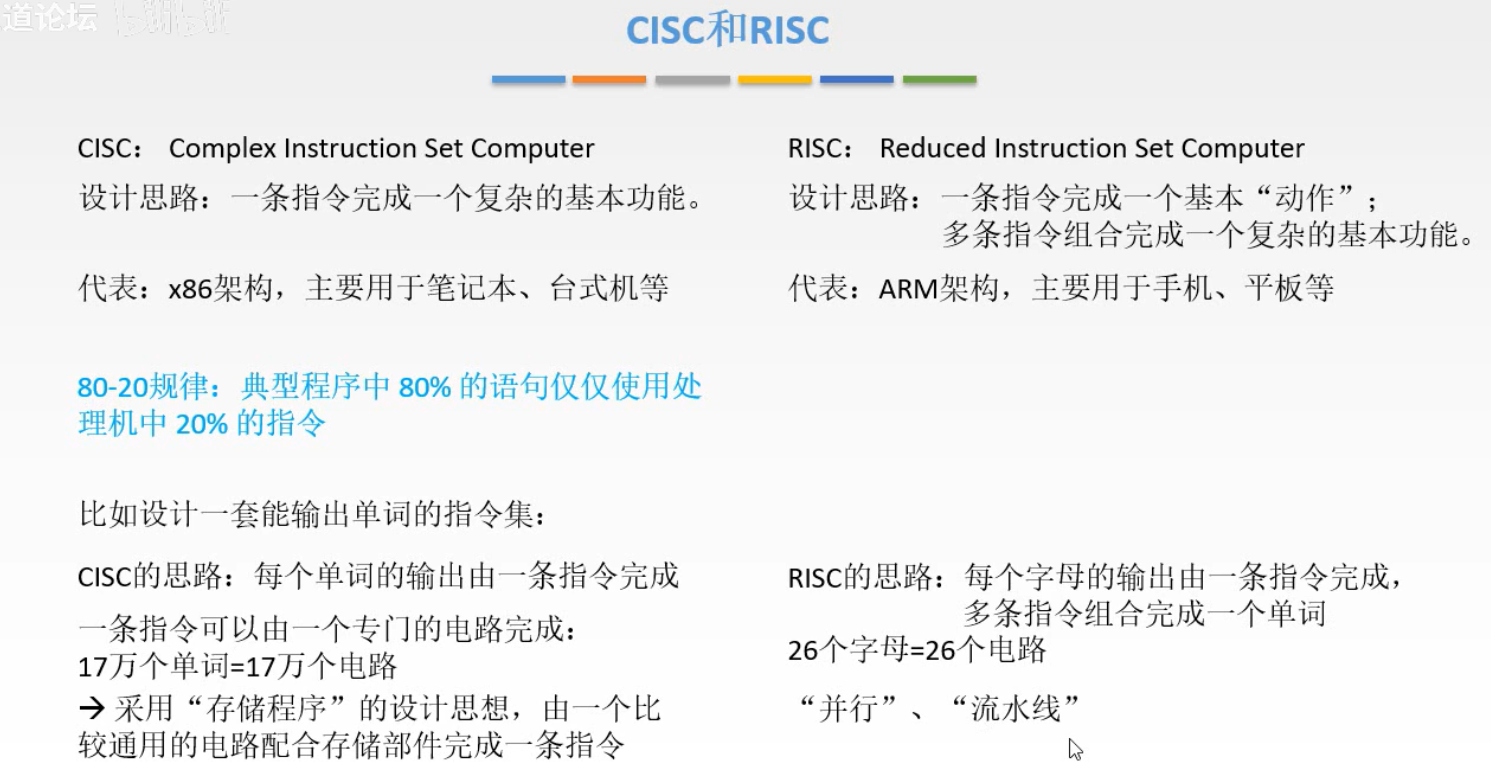 道论坛
CISC和RISC
CISC： Complex Instruction Set Computer
设计思路：一条指令完成一个复杂的基本功能。
代表：x86架构，主要用于笔记本、台式机等
RISC： Reduced Instruction Set Computer
设计思路：一条指令完成一个基本“动作”；
多条指令组合完成一个复杂的基本功能。
代表：ARM架构，主要用于手机、平板等
80-20规律：典型程序中 80% 的语句仅仅使用处
理机中 20% 的指令
比如设计一套能输出单词的指令集：
CISC的思路：每个单词的输出由一条指令完成
一条指令可以由一个专门的电路完成：
17万个单词=17万个电路
→ 采用“存储程序”的设计思想，由一个比
较通用的电路配合存储部件完成一条指令
RISC的思路：每个字母的输出由一条指令完成，
多条指令组合完成一个单词
26个字母=26个电路
“并行”、“流水线”